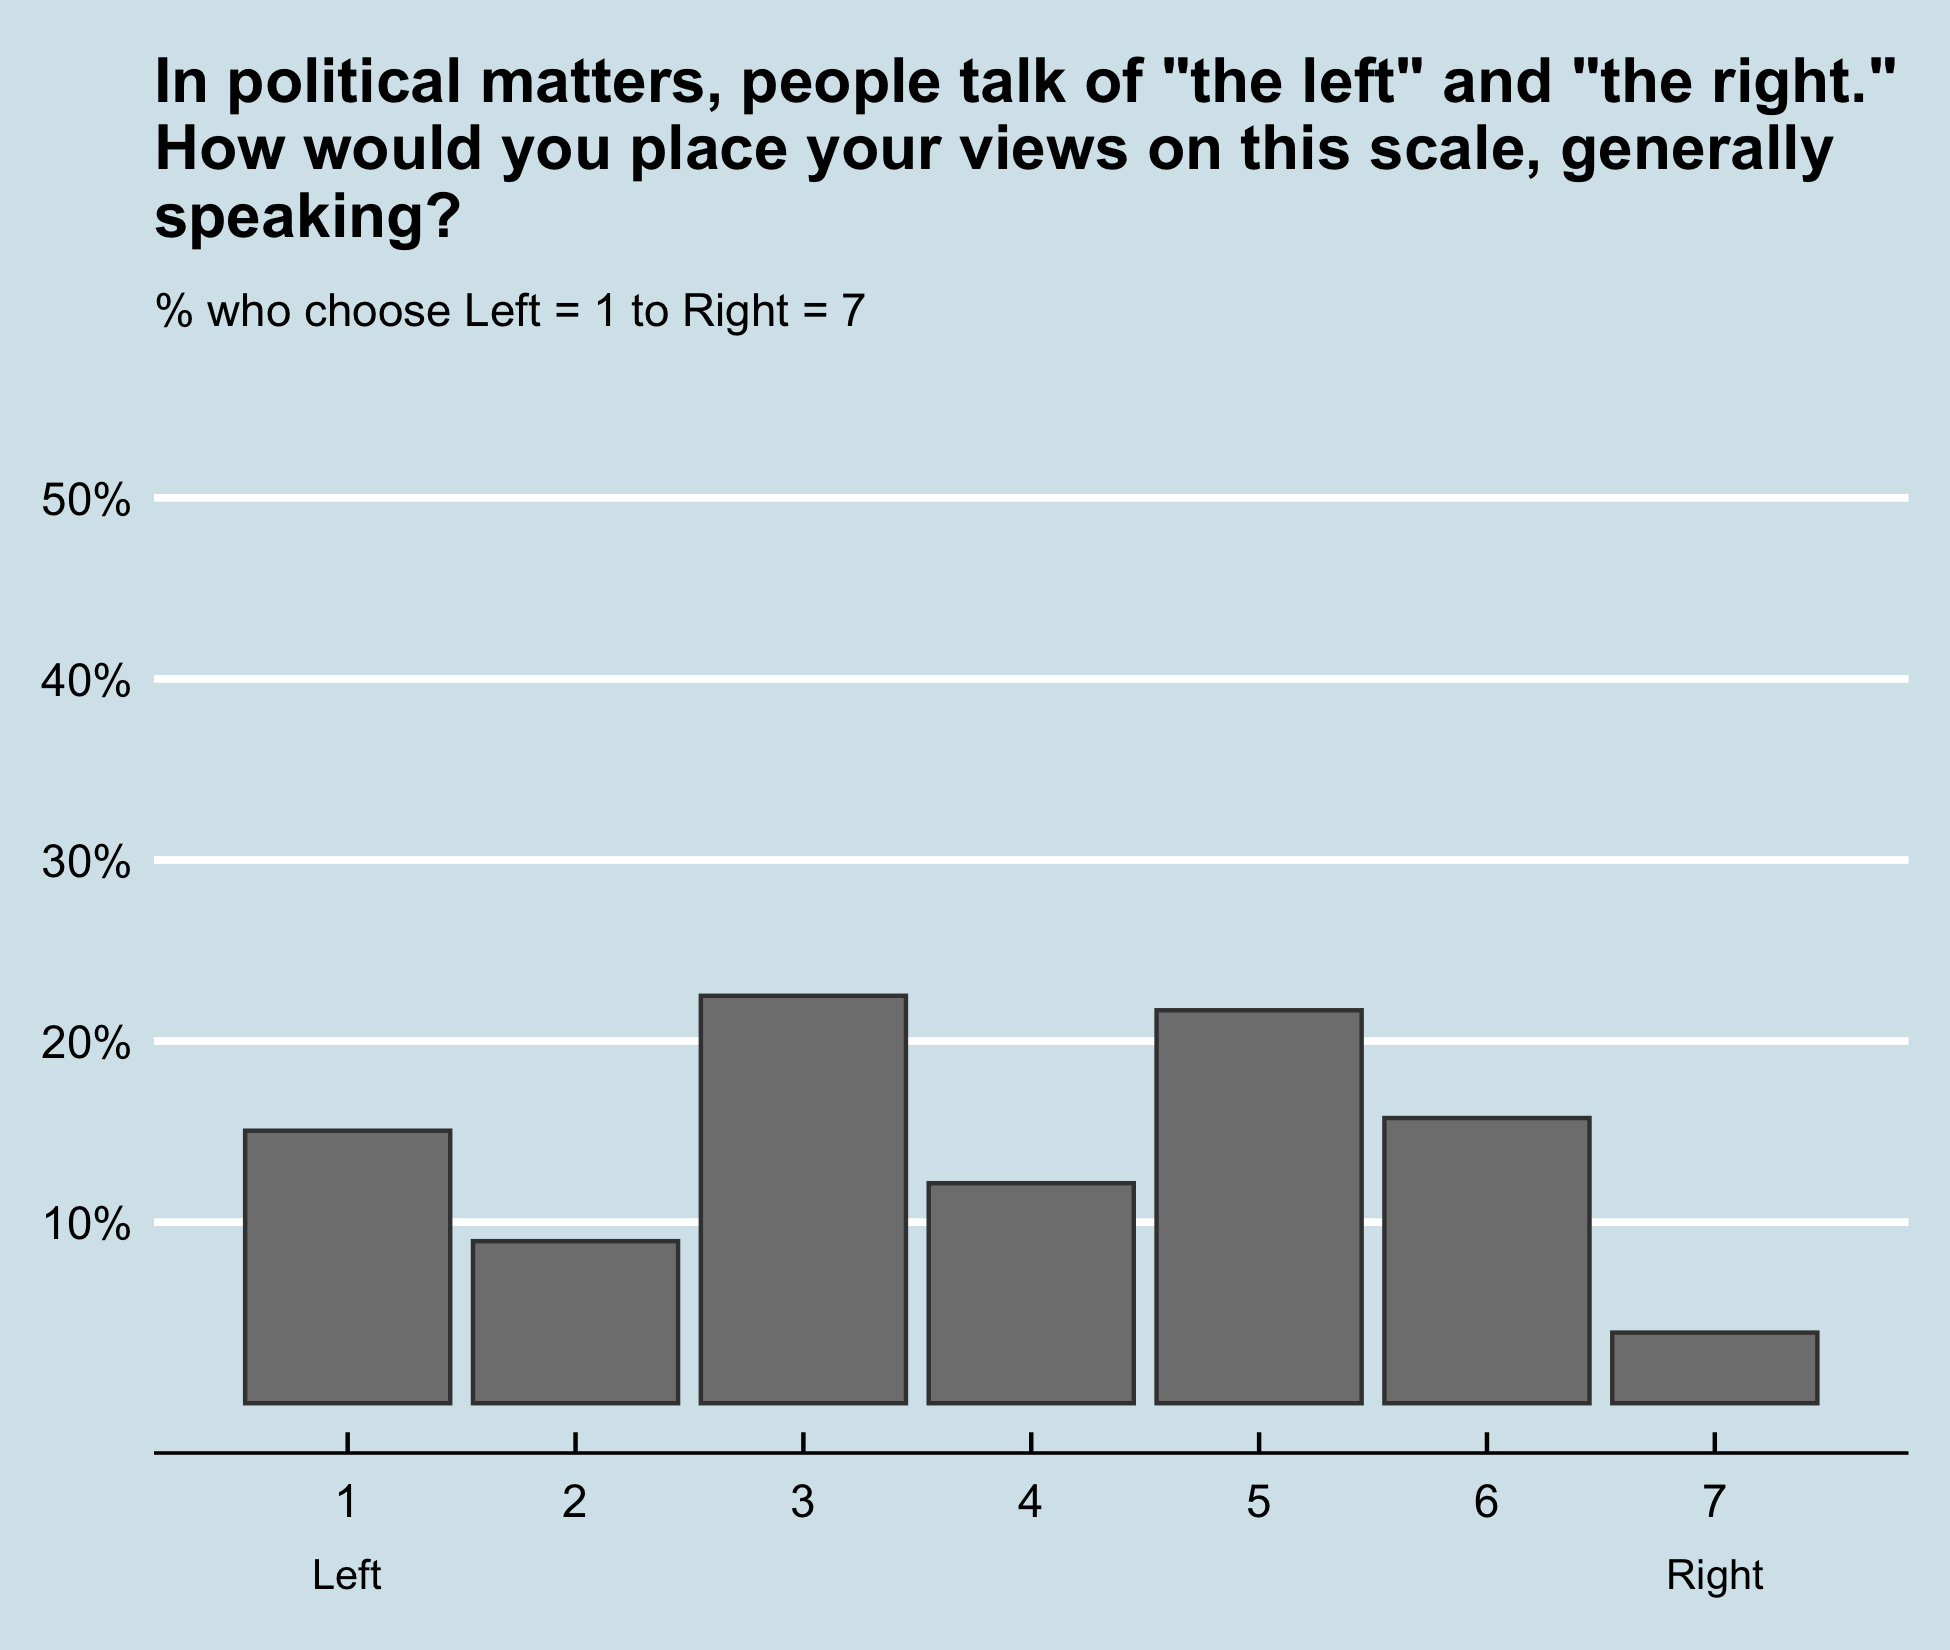 In political matters, people talk of "the left" and "the right."
How would you place your views on this scale, generally
speaking?
% who choose Left = 1 to Right = 7
50%
40%
30%
20%
10%
1 2 3 4 5 6 7
Left Right